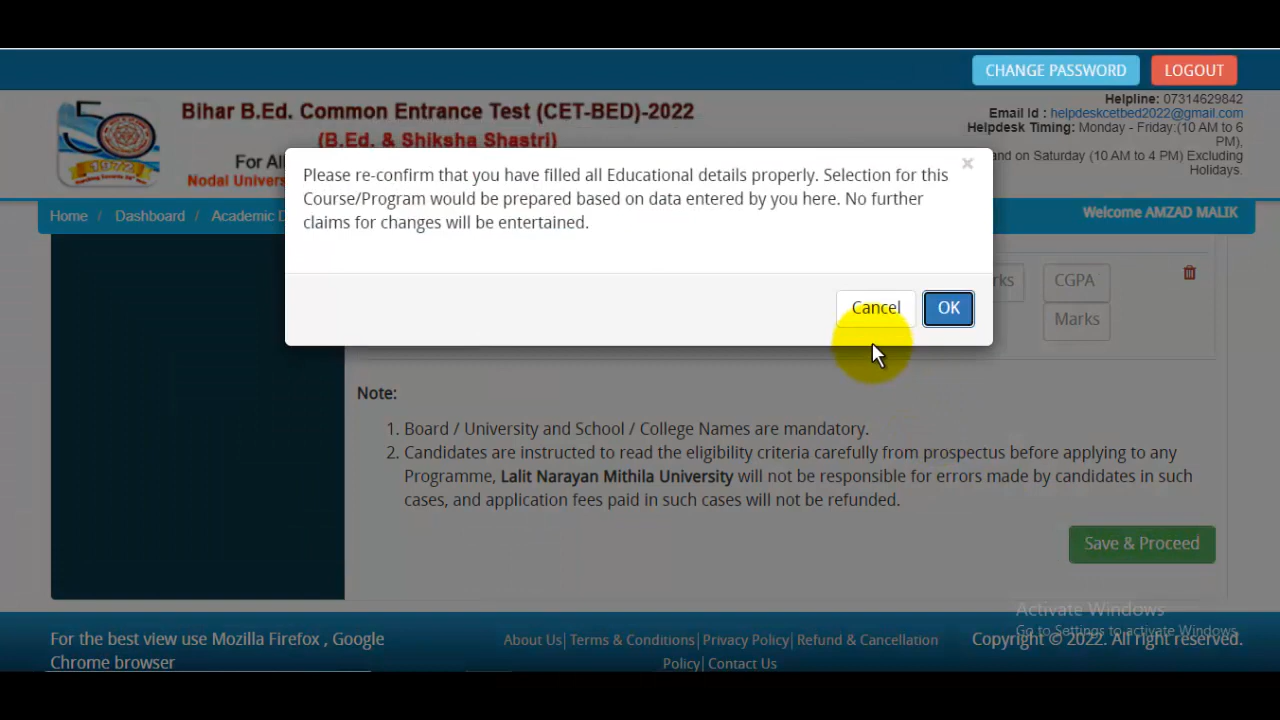 CHANGE PASSWORD
LOGOUT
50
1972
Bihar B.Ed. Common Entrance Test (CET-BED)-2022
(B.Ed. & Shiksha Shastri)
For Al
Nodal Univers
Helpline: 07314629842
Email Id : helpdeskcetbed2022@gmail.com
Helpdesk Timing: Monday - Friday:(10 AM to 6
PM),
and on Saturday (10 AM to 4 PM) Excluding
Holidays.
Home / Dashboard / Academic D
Welcome AMZAD MALIK
×
Please re-confirm that you have filled all Educational details properly. Selection for this
Course/Program would be prepared based on data entered by you here. No further
claims for changes will be entertained.
Cancel
OK
rks
CGPA
Marks
Note:
1. Board / University and School / College Names are mandatory.
2. Candidates are instructed to read the eligibility criteria carefully from prospectus before applying to any
Programme, Lalit Narayan Mithila University will not be responsible for errors made by candidates in such
cases, and application fees paid in such cases will not be refunded.
Save & Proceed
Activate Windows
Go to Settings to activate Windows.
For the best view use Mozilla Firefox , Google
Chrome browser
About Us| Terms & Conditions| Privacy Policy| Refund & Cancellation
Policy| Contact Us
Copyright © 2022. All right reserved.